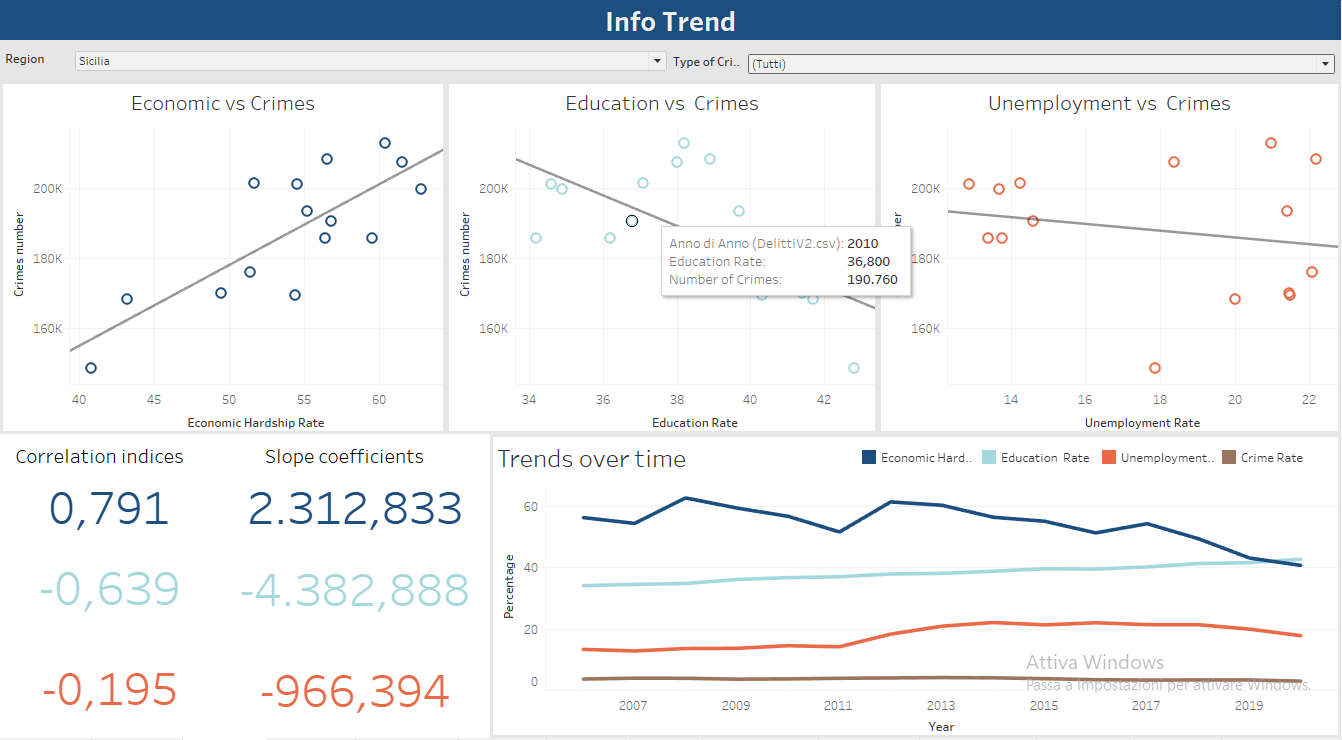 Info Trend
Region
Sicilia
Type of Cri..
(Tutti)
Economic vs Crimes
Crimes number
200K
180K
160K
40 45 50 55 60
Economic Hardship Rate
Education vs Crimes
Crimes number
200K
180K
160K
34 36 38 40 42
Education Rate
Anno di Anno (DelittiV2.csv): 2010
Education Rate: 36,800
Number of Crimes: 190.760
Unemployment vs Crimes
ber
200K
180K
160K
14 16 18 20 22
Unemployment Rate
Correlation indices
0,791
-0,639
-0,195
Slope coefficients
2.312,833
-4.382,888
-966,394
Trends over time
Economic Hard..
Education Rate
Unemployment..
Crime Rate
Percentage
60
40
20
0
2007 2009 2011 2013 2015 2017 2019
Year
Attiva Windows
Passa a Impostazioni per attivare Windows.